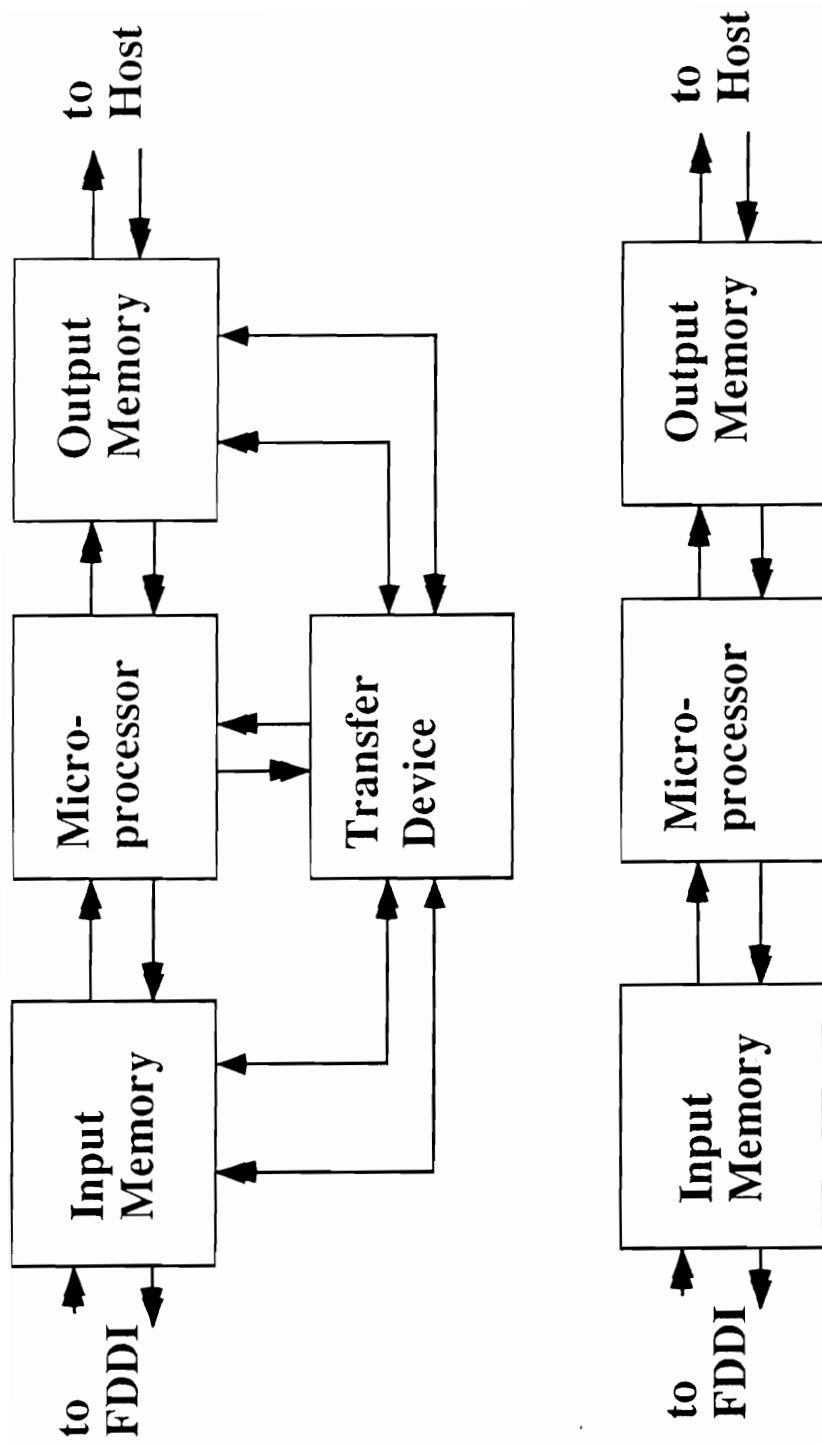 to
FDDI
Input
Memory
Micro-
processor
Output
Memory
to
Host
Transfer
Device
to
FDDI
Input
Memory
Micro-
processor
Output
Memory
to
Host